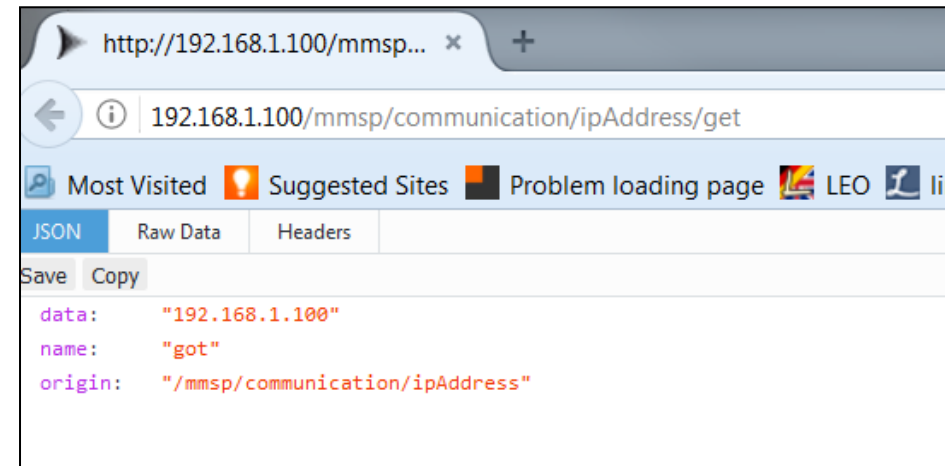 http://192.168.1.100/mmsp...
192.168.1.100/mmsp/communication/ipAddress/get
Most Visited Suggested Sites Problem loading page LEO li
JSON Raw Data Headers
Save Copy
data: "192.168.1.100"
name: "got"
origin: "/mmsp/communication/ipAddress"